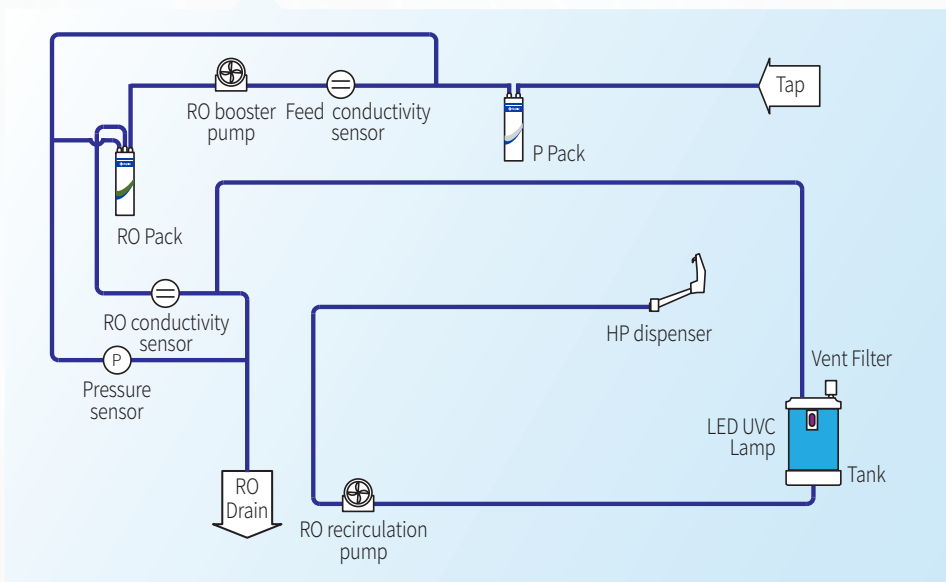 Tap
RO booster
pump
Feed conductivity
sensor
P Pack
RO Pack
RO conductivity
sensor
HP dispenser
P
Pressure
sensor
Vent Filter
LED UVC
Lamp
Tank
RO
Drain
RO recirculation
pump